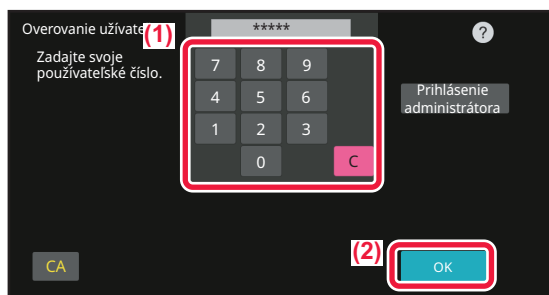 Overovanie užívate
(1)
*****
?
Zadajte svoje
používateľské číslo.
7 8 9
4 5 6
1 2 3
0 C
Prihlásenie
administrátora
(2)
CA
OK